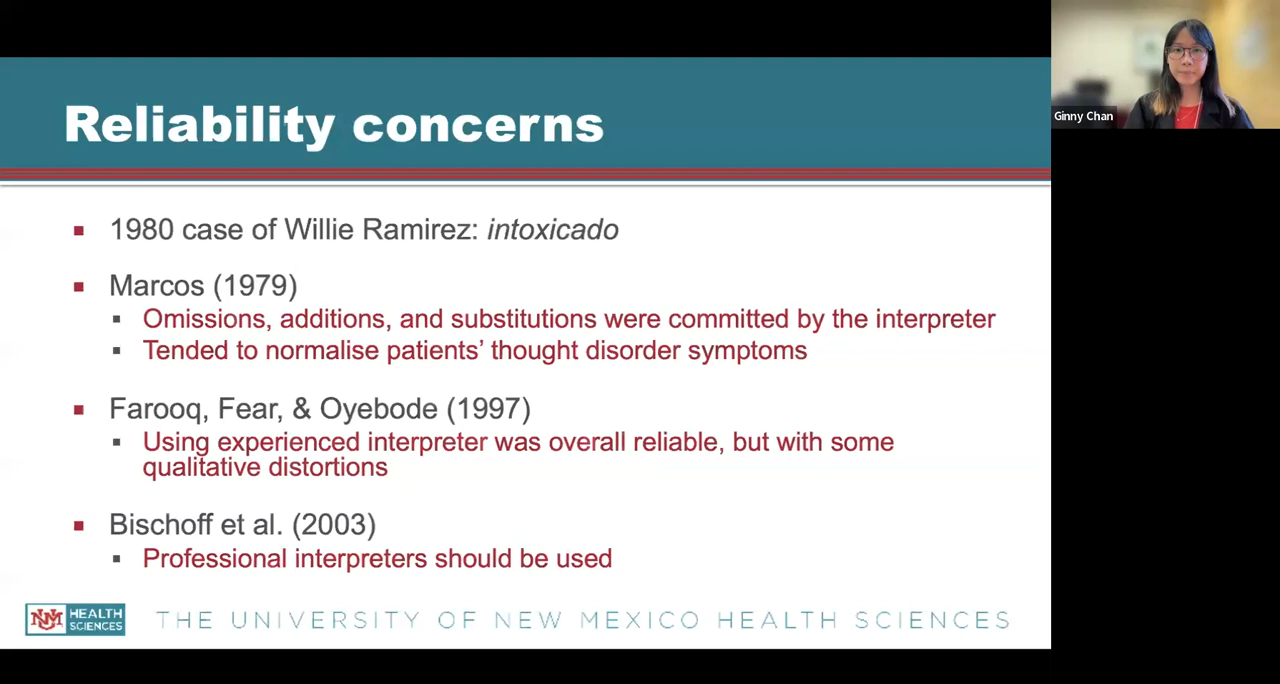 Reliability concerns
1980 case of Willie Ramirez: intoxicado
Marcos (1979)
Omissions, additions, and substitutions were committed by the interpreter
Tended to normalise patients’ thought disorder symptoms
Farooq, Fear, & Oyebode (1997)
Using experienced interpreter was overall reliable, but with some
qualitative distortions
Bischoff et al. (2003)
Professional interpreters should be used
UNM HEALTH
SCIENCES
THE UNIVERSITY OF NEW MEXICO HEALTH SCIENCES
Ginny Chan